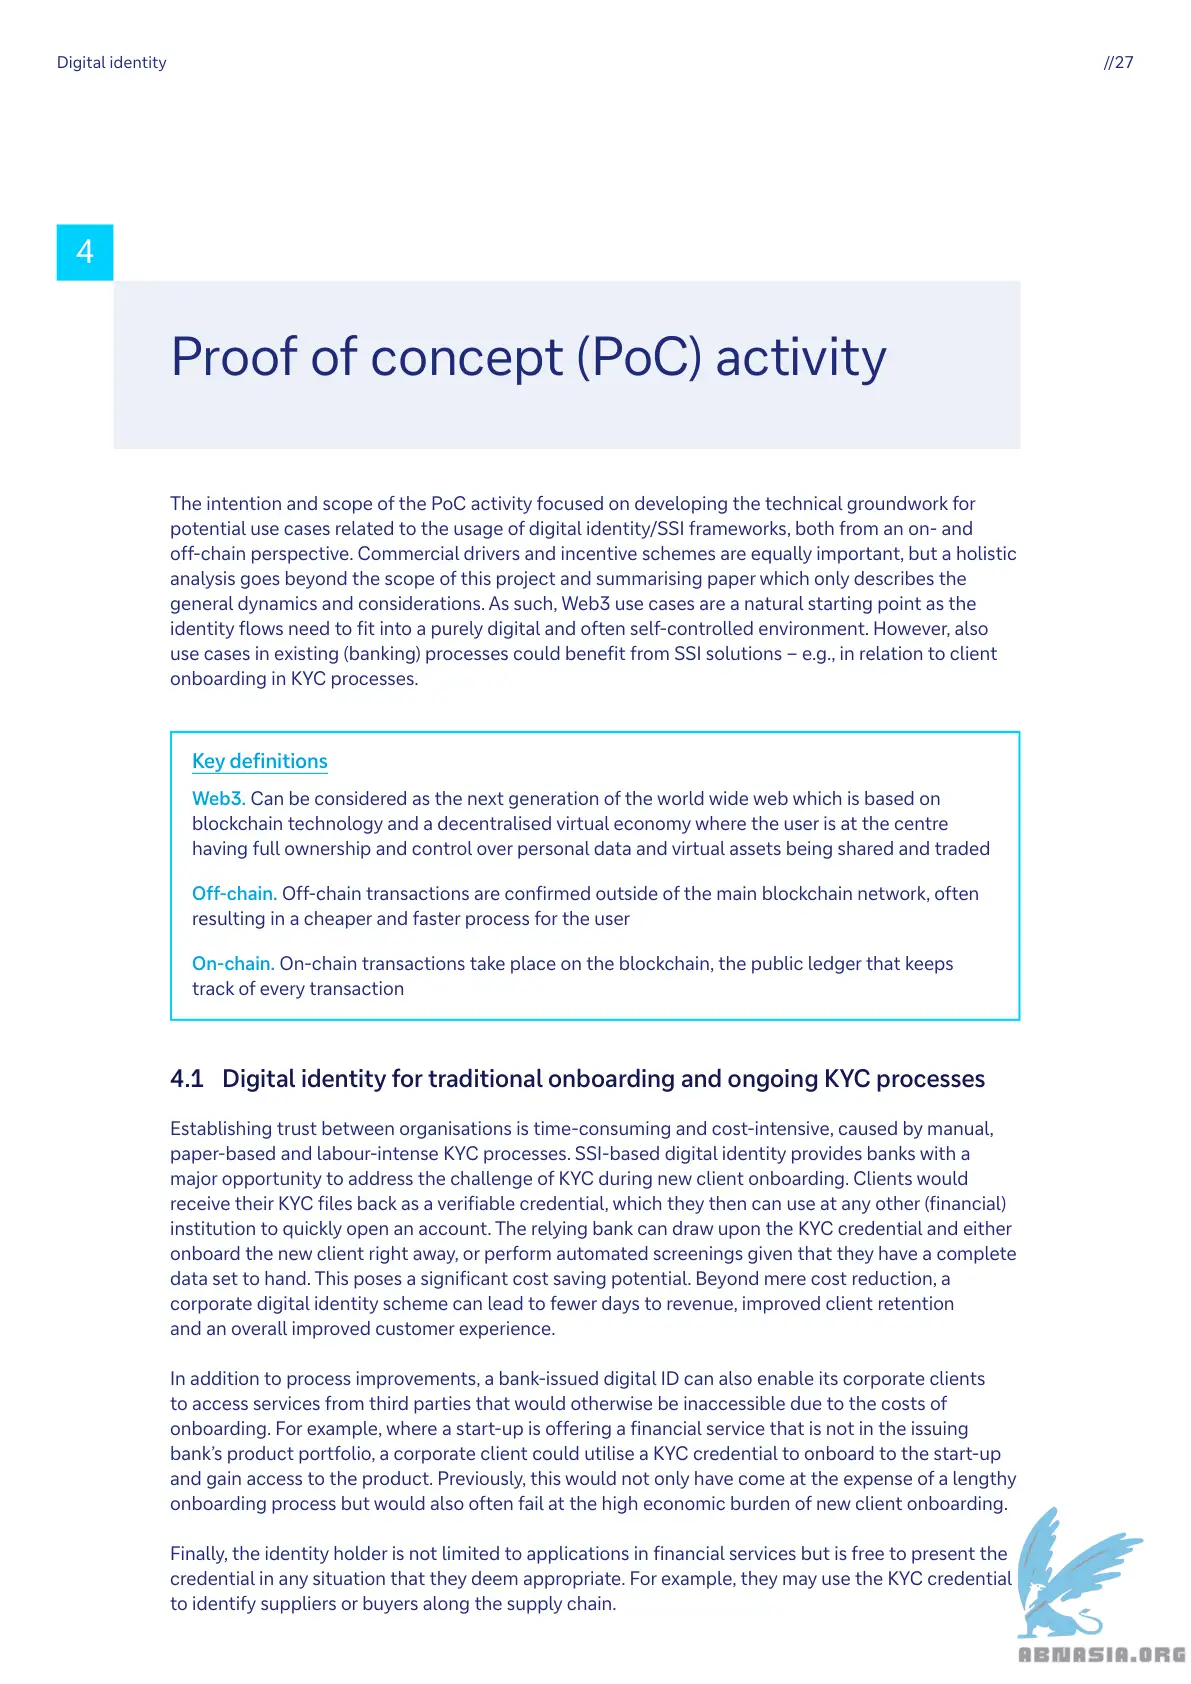 Digital identity
//27
4
Proof of concept (PoC) activity
The intention and scope of the PoC activity focused on developing the technical groundwork for
potential use cases related to the usage of digital identity/SSI frameworks, both from an on- and
off-chain perspective. Commercial drivers and incentive schemes are equally important, but a holistic
analysis goes beyond the scope of this project and summarising paper which only describes the
general dynamics and considerations. As such, Web3 use cases are a natural starting point as the
identity flows need to fit into a purely digital and often self-controlled environment. However, also
use cases in existing (banking) processes could benefit from SSI solutions – e.g., in relation to client
onboarding in KYC processes.
Key definitions
Web3. Can be considered as the next generation of the world wide web which is based on
blockchain technology and a decentralised virtual economy where the user is at the centre
having full ownership and control over personal data and virtual assets being shared and traded
Off-chain. Off-chain transactions are confirmed outside of the main blockchain network, often
resulting in a cheaper and faster process for the user
On-chain. On-chain transactions take place on the blockchain, the public ledger that keeps
track of every transaction
4.1 Digital identity for traditional onboarding and ongoing KYC processes
Establishing trust between organisations is time-consuming and cost-intensive, caused by manual,
paper-based and labour-intense KYC processes. SSI-based digital identity provides banks with a
major opportunity to address the challenge of KYC during new client onboarding. Clients would
receive their KYC files back as a verifiable credential, which they then can use at any other (financial)
institution to quickly open an account. The relying bank can draw upon the KYC credential and either
onboard the new client right away, or perform automated screenings given that they have a complete
data set to hand. This poses a significant cost saving potential. Beyond mere cost reduction, a
corporate digital identity scheme can lead to fewer days to revenue, improved client retention
and an overall improved customer experience.
In addition to process improvements, a bank-issued digital ID can also enable its corporate clients
to access services from third parties that would otherwise be inaccessible due to the costs of
onboarding. For example, where a start-up is offering a financial service that is not in the issuing
bank’s product portfolio, a corporate client could utilise a KYC credential to onboard to the start-up
and gain access to the product. Previously, this would not only have come at the expense of a lengthy
onboarding process but would also often fail at the high economic burden of new client onboarding.
Finally, the identity holder is not limited to applications in financial services but is free to present the
credential in any situation that they deem appropriate. For example, they may use the KYC credential
to identify suppliers or buyers along the supply chain.
ABNASIA.ORG